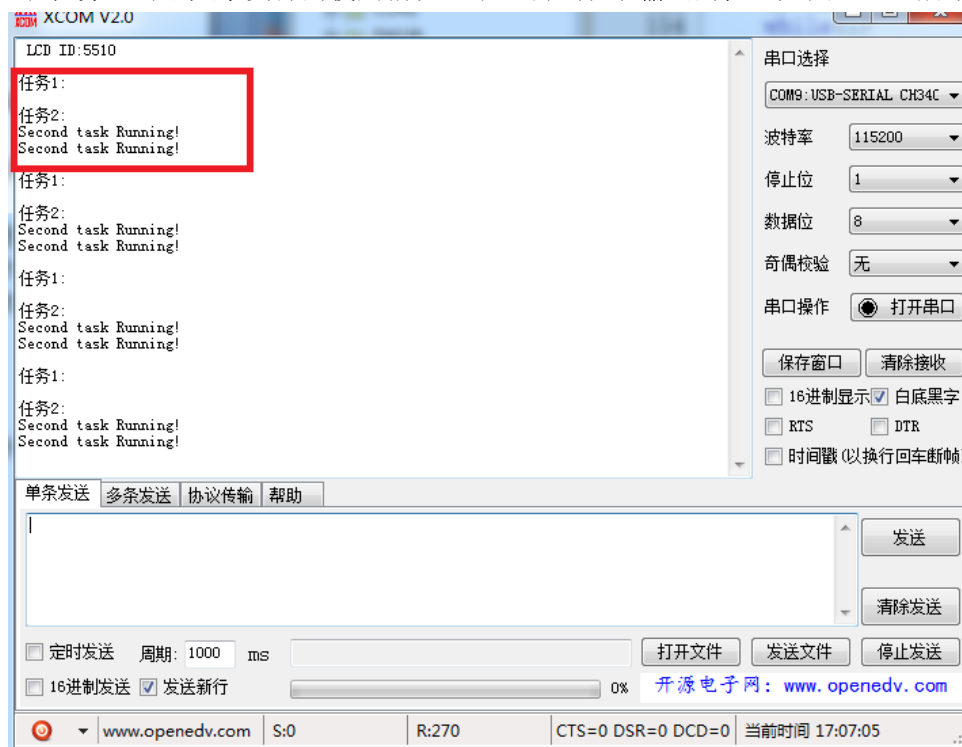 XCOM V2.0
LCD ID:5510
任务1:
任务2:
Second task Running!
Second task Running!
任务1:
任务2:
Second task Running!
Second task Running!
任务1:
任务2:
Second task Running!
Second task Running!
任务1:
任务2:
Second task Running!
Second task Running!
串口选择
COM9:USB-SERIAL CH34
波特率 115200
停止位 1
数据位 8
奇偶校验 无
串口操作 打开串口
保存窗口 清除接收
16进制显示 白底黑字
RTS DTR
时间戳(以换行回车断帧
单条发送 多条发送 协议传输 帮助
发送
清除发送
定时发送 周期: 1000 ms 打开文件 发送文件 停止发送
16进制发送 发送新行 0% 开源电子网: www.openedv.com
www.openedv.com S:0 R:270 CTS=0 DSR=0 DCD=0 当前时间 17:07:05